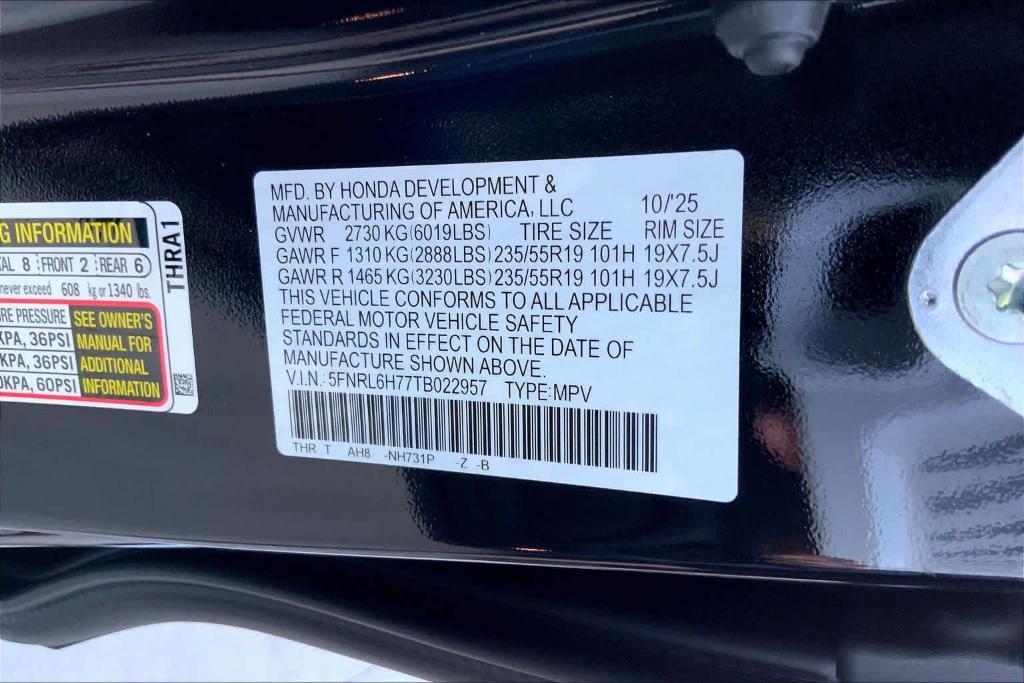 G INFORMATION
AL 8 FRONT 2 REAR 6
never exceed 608 kg or 1340 lbs.
RE PRESSURE SEE OWNER'S
KPA, 36PSI MANUAL FOR
KPA, 36PSI ADDITIONAL
0KPA, 60PSI INFORMATION
THRA1
MFD. BY HONDA DEVELOPMENT &
MANUFACTURING OF AMERICA, LLC 10/'25
GVWR 2730 KG(6019LBS) TIRE SIZE RIM SIZE
GAWR F 1310 KG(2888LBS) 235/55R19 101H 19X7.5J
GAWR R 1465 KG(3230LBS) 235/55R19 101H 19X7.5J
THIS VEHICLE CONFORMS TO ALL APPLICABLE
FEDERAL MOTOR VEHICLE SAFETY
STANDARDS IN EFFECT ON THE DATE OF
MANUFACTURE SHOWN ABOVE.
V.I.N.: 5FNRL6H77TB022957 TYPE:MPV
THR T AH8 -NH731P -Z -B